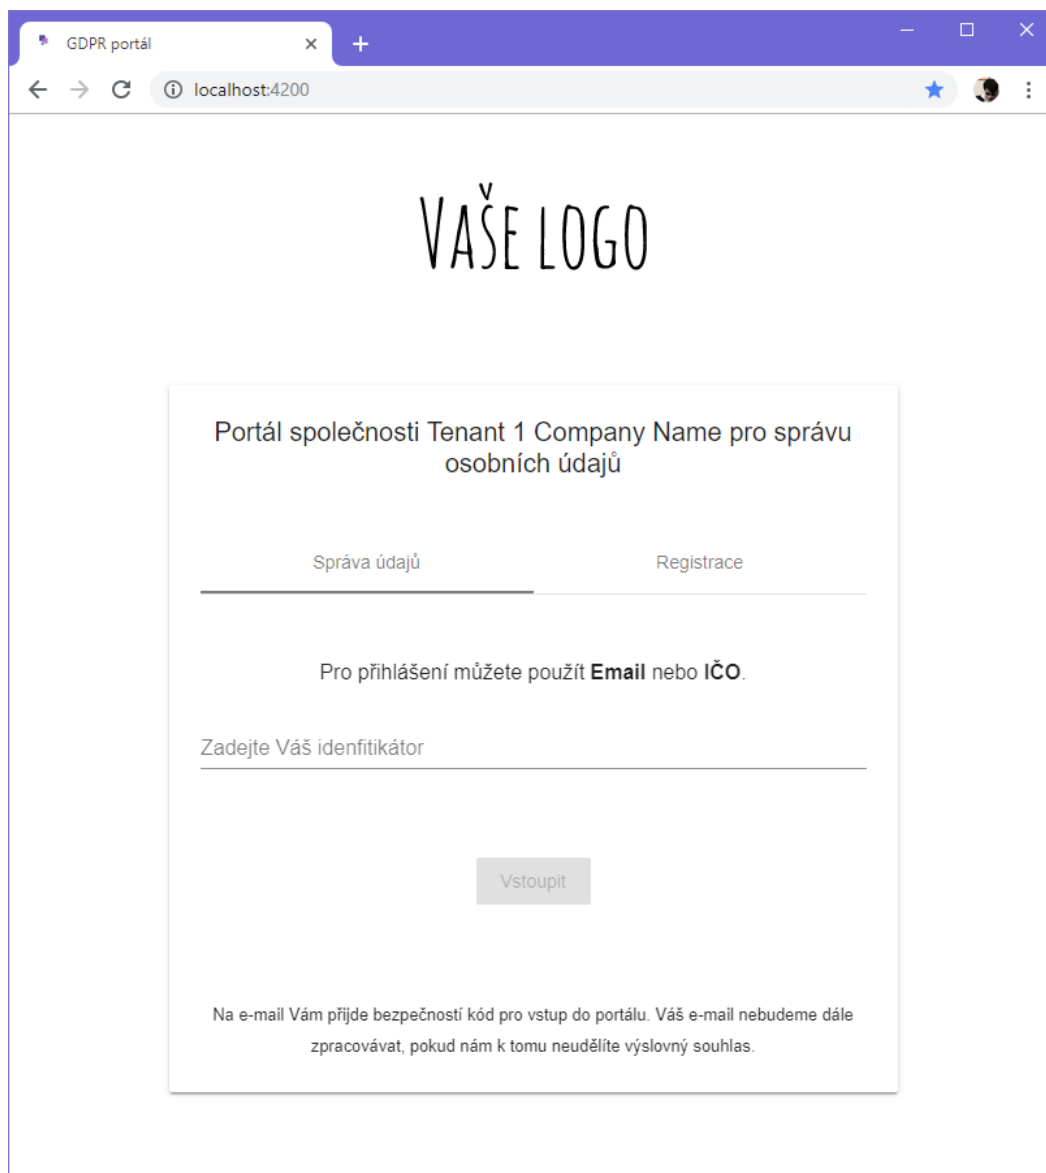 GDPR portál
localhost:4200
VAŠE LOGO
Portál společnosti Tenant 1 Company Name pro správu
osobních údajů
Správa údajů Registrace
Pro přihlášení můžete použít Email nebo IČO.
Zadejte Váš idenfitikátor
Vstoupit
Na e-mail Vám přijde bezpečností kód pro vstup do portálu. Váš e-mail nebudeme dále
zpracovávat, pokud nám k tomu neudělíte výslovný souhlas.